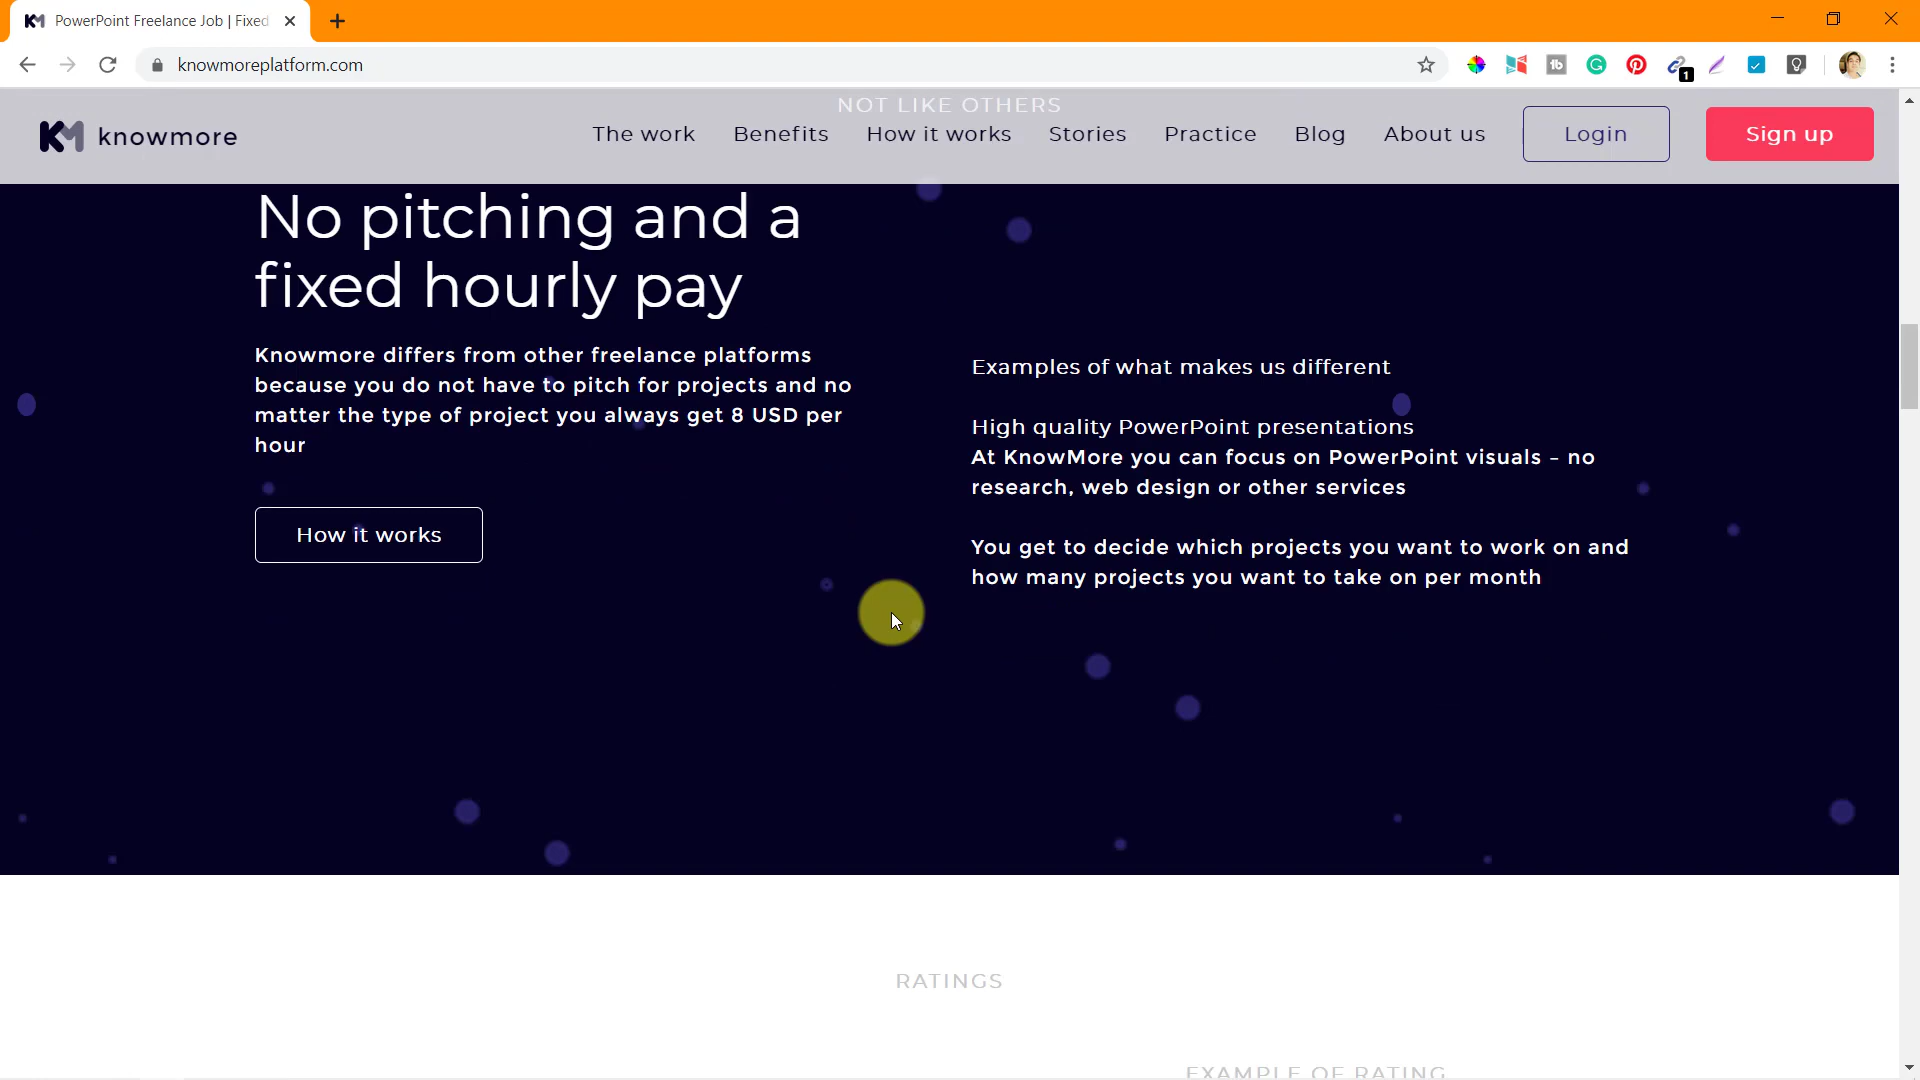 PowerPoint Freelance Job | Fixed
knowmoreplatform.com
1
NOT LIKE OTHERS
KM knowmore
The work
Benefits
How it works
Stories
Practice
Blog
About us
Login
Sign up
No pitching and a
fixed hourly pay
Knowmore differs from other freelance platforms
because you do not have to pitch for projects and no
matter the type of project you always get 8 USD per
hour
How it works
Examples of what makes us different
High quality PowerPoint presentations
At KnowMore you can focus on PowerPoint visuals – no
research, web design or other services
You get to decide which projects you want to work on and
how many projects you want to take on per month
RATINGS
EXAMPLE OF RATING